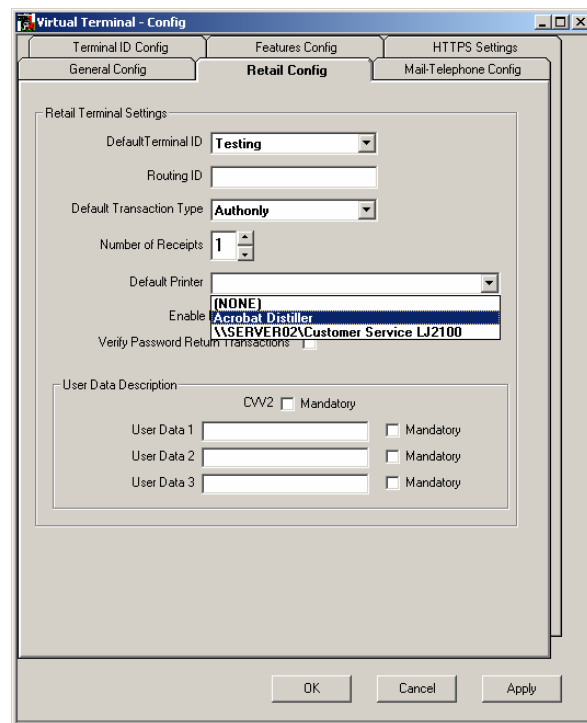 Virtual Terminal - Config
Terminal ID Config Features Config HTTPS Settings
General Config Retail Config Mail-Telephone Config
Retail Terminal Settings
DefaultTerminal ID Testing
Routing ID
Default Transaction Type Authonly
Number of Receipts 1
Default Printer
(NONE)
Enable Acrobat Distiller
\\SERVER02\Customer Service LJ2100
Verify Password Return Transactions
User Data Description
CVV2 Mandatory
User Data 1 Mandatory
User Data 2 Mandatory
User Data 3 Mandatory
OK Cancel Apply